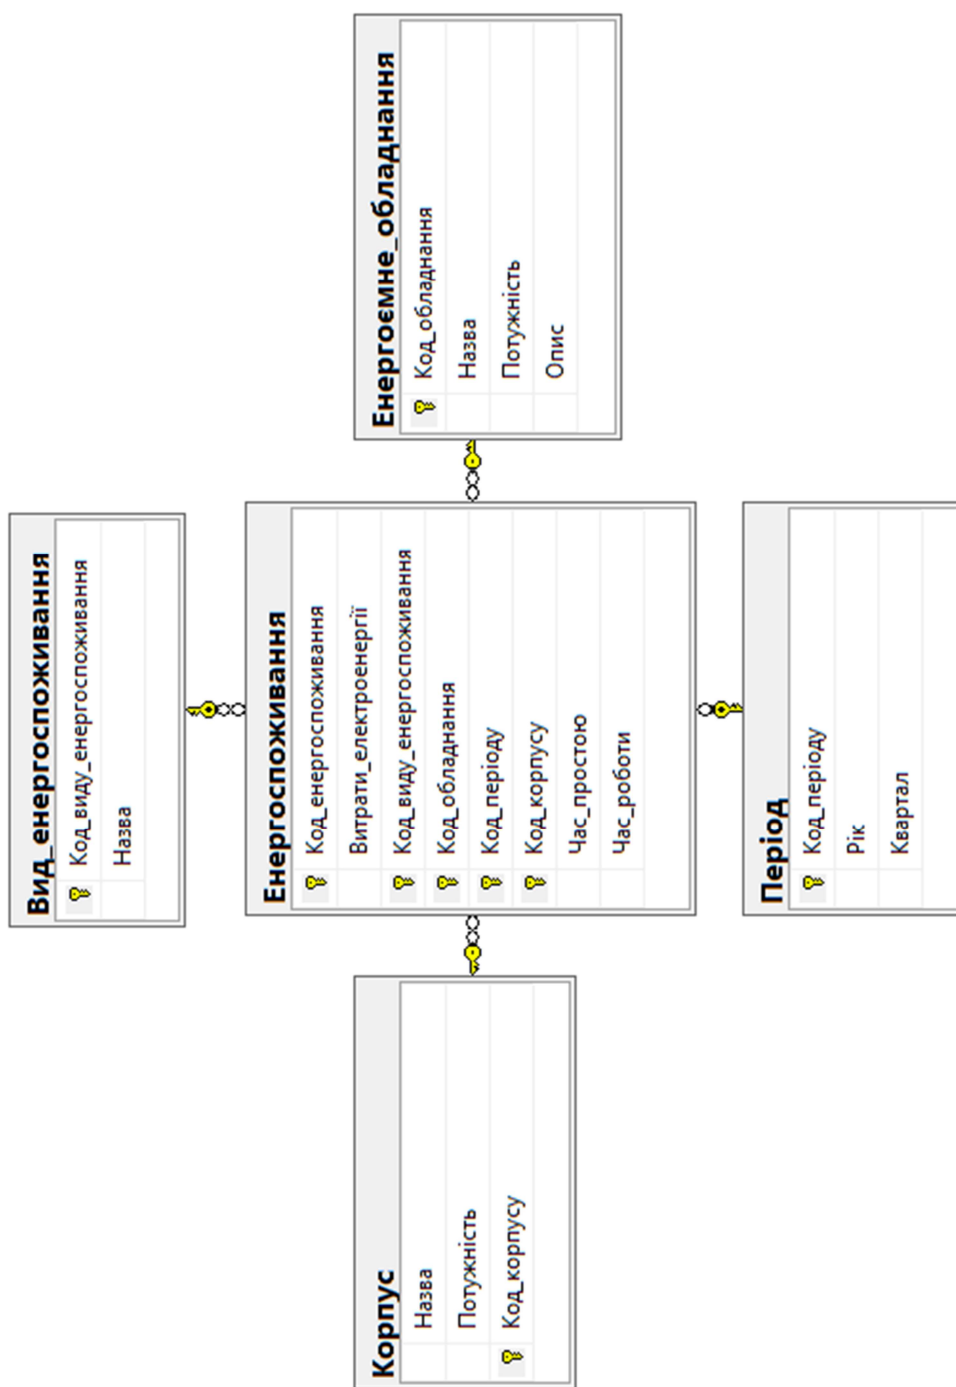 Вид_енергоспоживання
Код_виду_енергоспоживання
Назва
Корпус
Назва
Потужність
Код_корпусу
Енергоспоживання
Код_енергоспоживання
Витрати_електроенергії
Код_виду_енергоспоживання
Код_обладнання
Код_періоду
Код_корпусу
Час_простою
Час_роботи
Енергоємне_обладнання
Код_обладнання
Назва
Потужність
Опис
Період
Код_періоду
Рік
Квартал